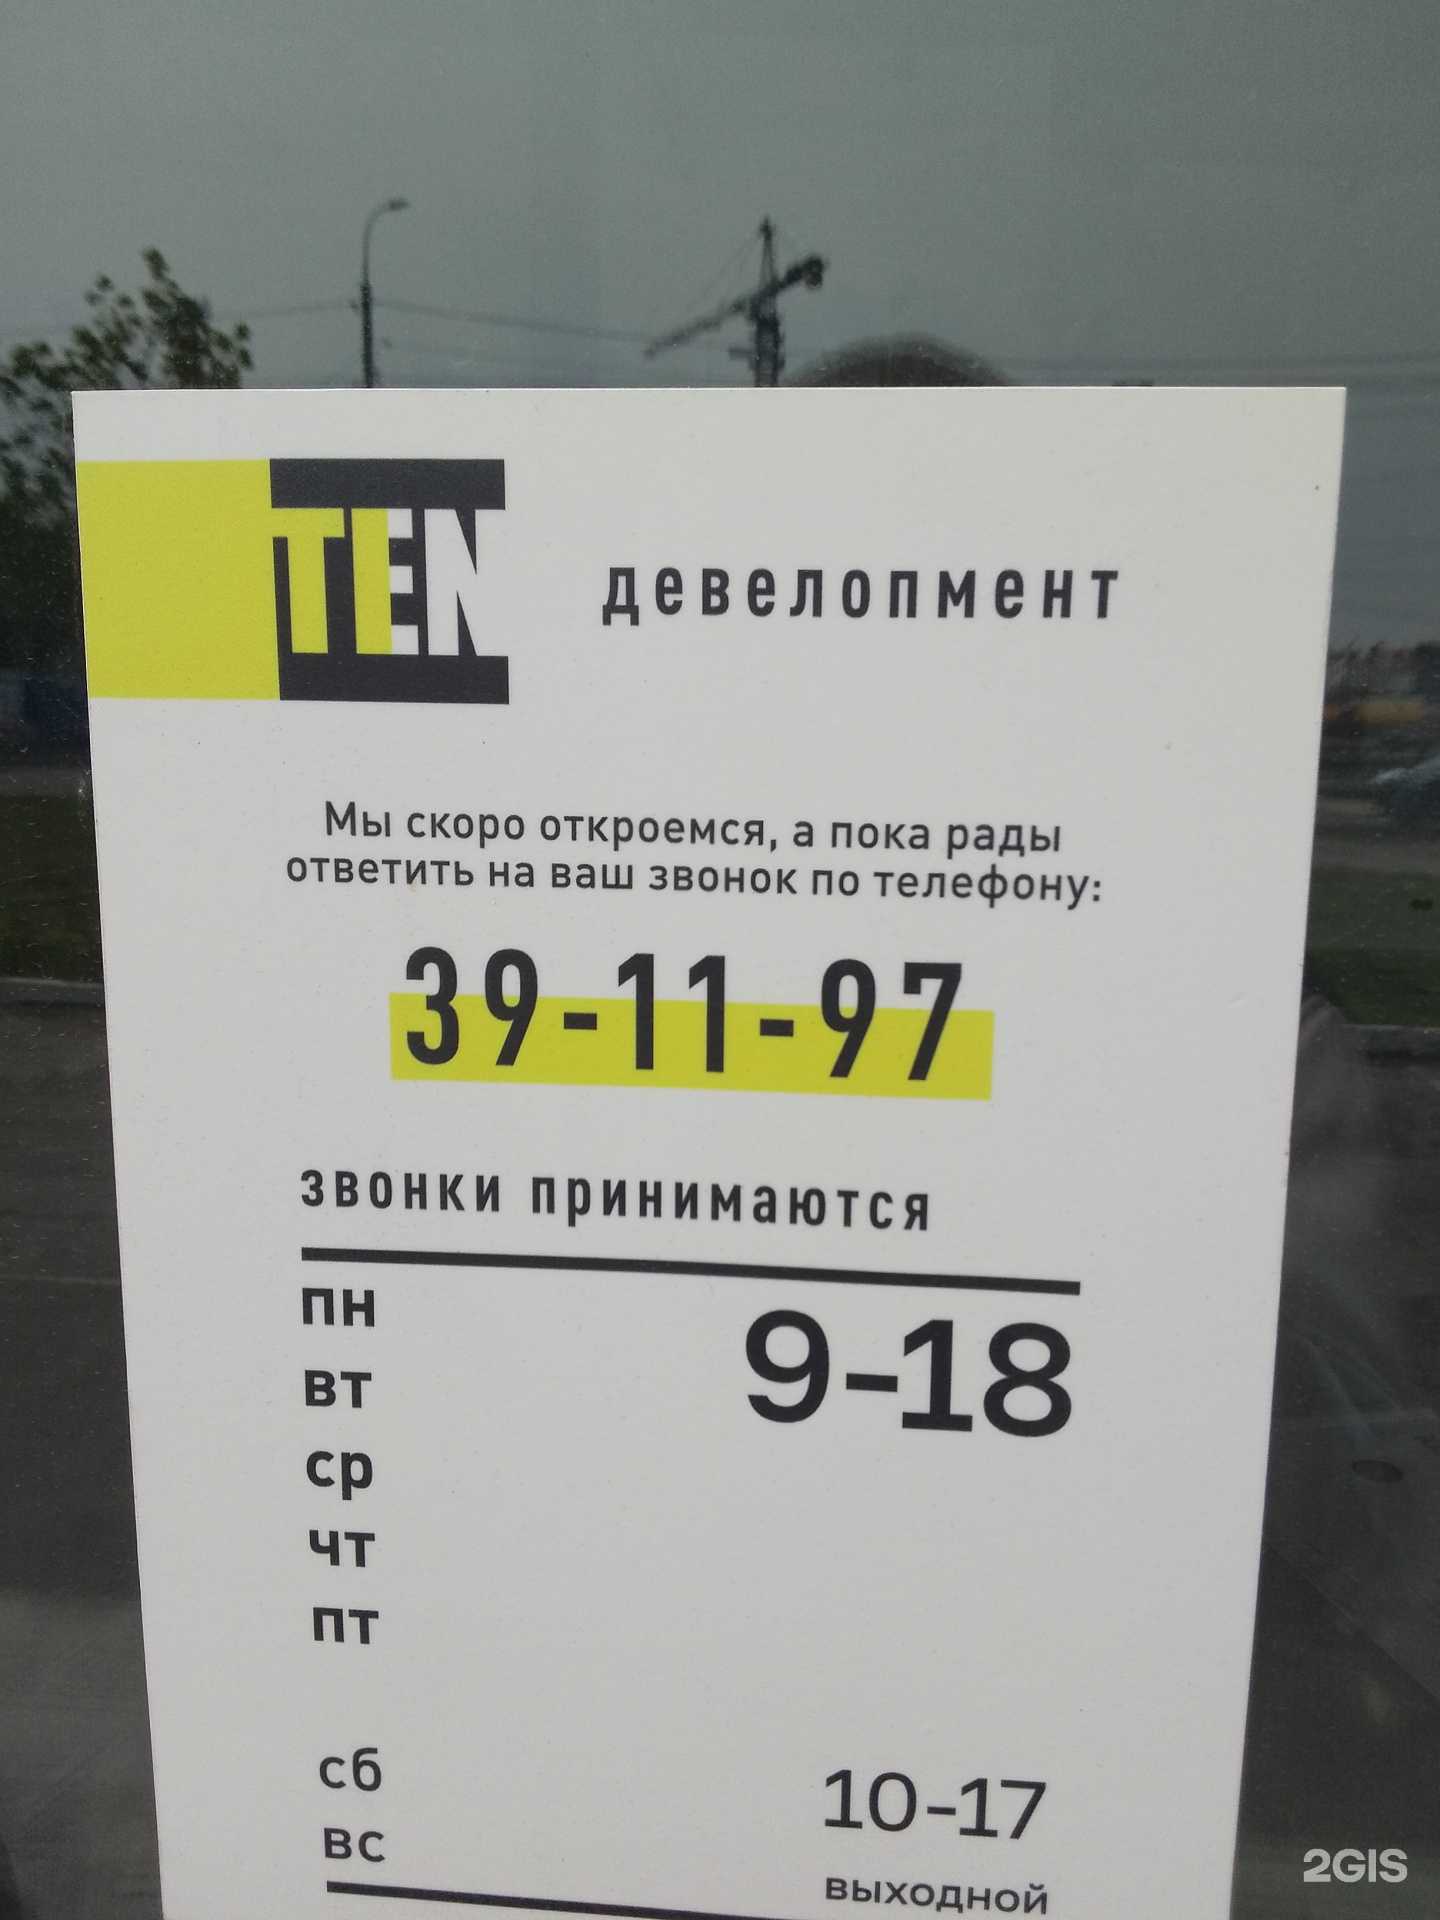 TEN девелопмент
Мы скоро откроемся, а пока рады
ответить на ваш звонок по телефону:
39-11-97
звонки принимаются
пн 9-18
вт
ср
чт
пт
сб 10-17
вс выходной
2GIS